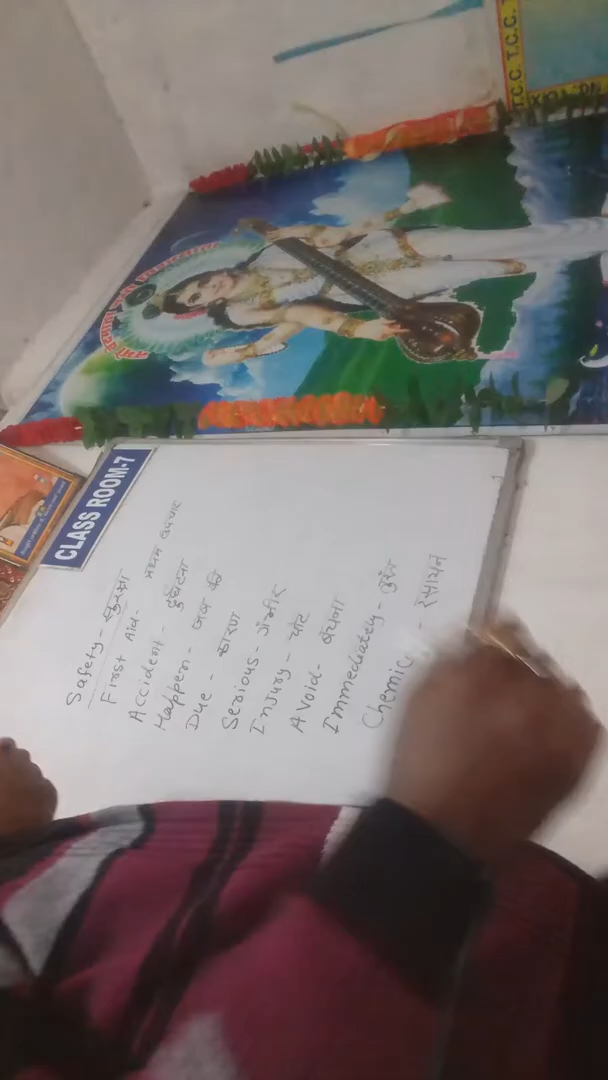 T.C.C. T.C.C.
CLASS ROOM-7
Safety - सुरक्षा
First Aid - प्रथम उपचार
Accident - दुर्घटना
Happen - जब की
Due - कारण
Serious - गंभीर
Injury - चोट
Avoid - बचना
Immediately - तुरंत
Chemic - रसायन